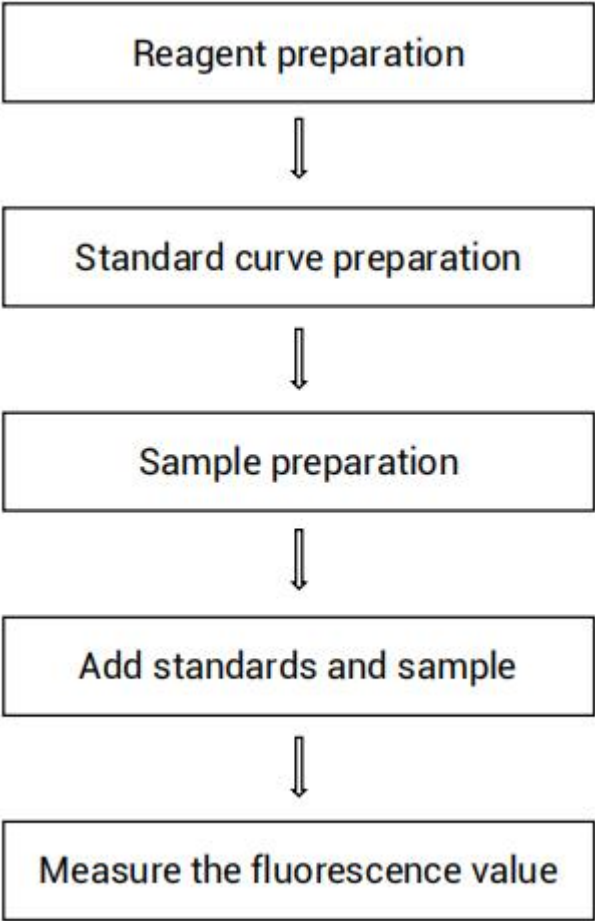 Reagent preparation
Standard curve preparation
Sample preparation
Add standards and sample
Measure the fluorescence value